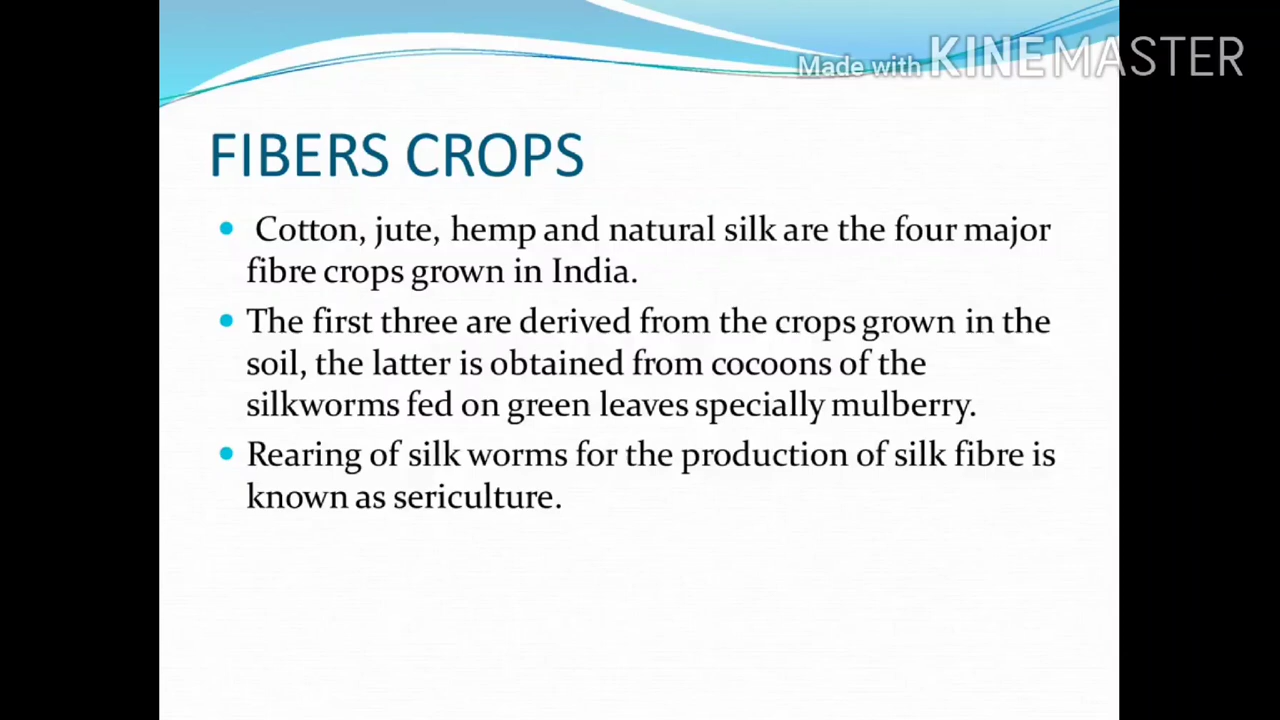 Made with KINEMASTER
FIBERS CROPS
Cotton, jute, hemp and natural silk are the four major
fibre crops grown in India.
The first three are derived from the crops grown in the
soil, the latter is obtained from cocoons of the
silkworms fed on green leaves specially mulberry.
Rearing of silk worms for the production of silk fibre is
known as sericulture.